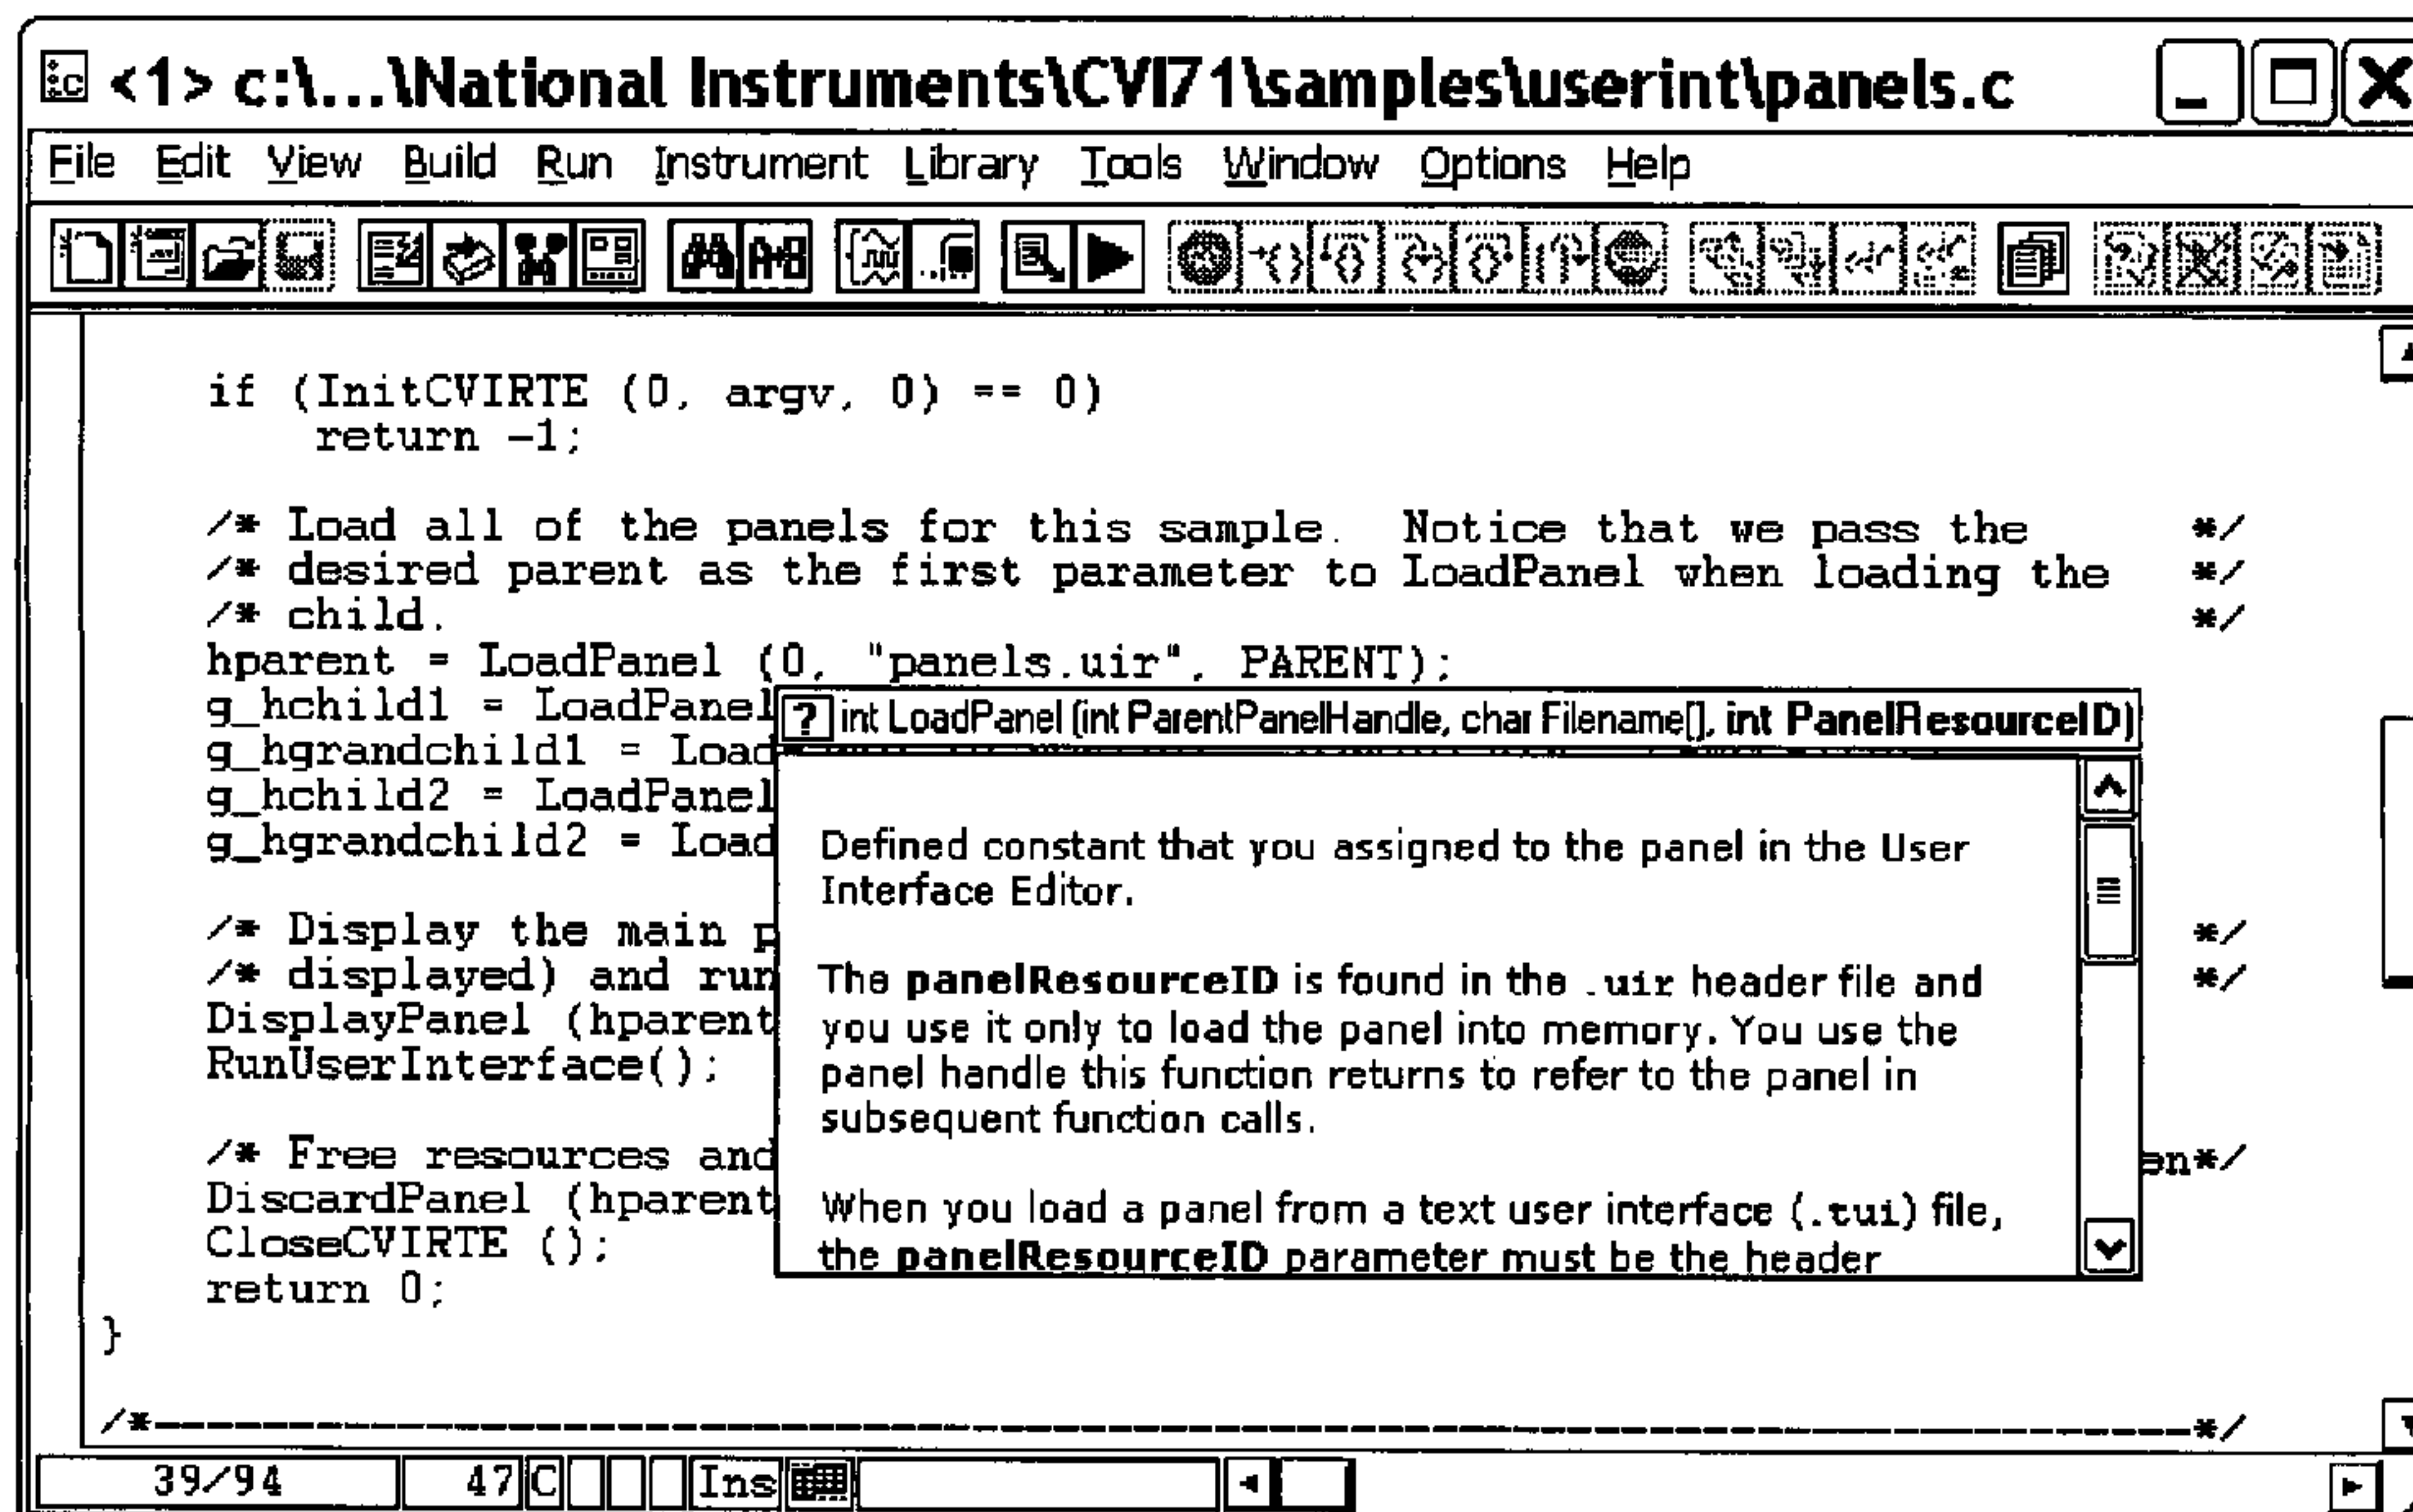 <1> c:\...\National Instruments\CVI71\samples\userint\panels.c
File Edit View Build Run Instrument Library Tools Window Options Help
if (InitCVIRTE (0, argv, 0) == 0)
return -1;
/* Load all of the panels for this sample. Notice that we pass the */
/* desired parent as the first parameter to LoadPanel when loading the */
/* child. */
hparent = LoadPanel (0, "panels.uir", PARENT);
g_hchild1 = LoadPanel
g_hgrandchild1 = Load
g_hchild2 = LoadPanel
g_hgrandchild2 = Load
? int LoadPanel (int ParentPanelHandle, char Filename[], int PanelResourceID)
Defined constant that you assigned to the panel in the User
Interface Editor.
The panelResourceID is found in the .uir header file and
you use it only to load the panel into memory. You use the
panel handle this function returns to refer to the panel in
subsequent function calls.
When you load a panel from a text user interface (.tui) file,
the panelResourceID parameter must be the header
/* Display the main p */
/* displayed) and run */
DisplayPanel (hparent
RunUserInterface();
/* Free resources and en*/
DiscardPanel (hparent
CloseCVIRTE ();
return 0;
}
/*------------------------------------------------------------------------*/
39/94 47 C Ins